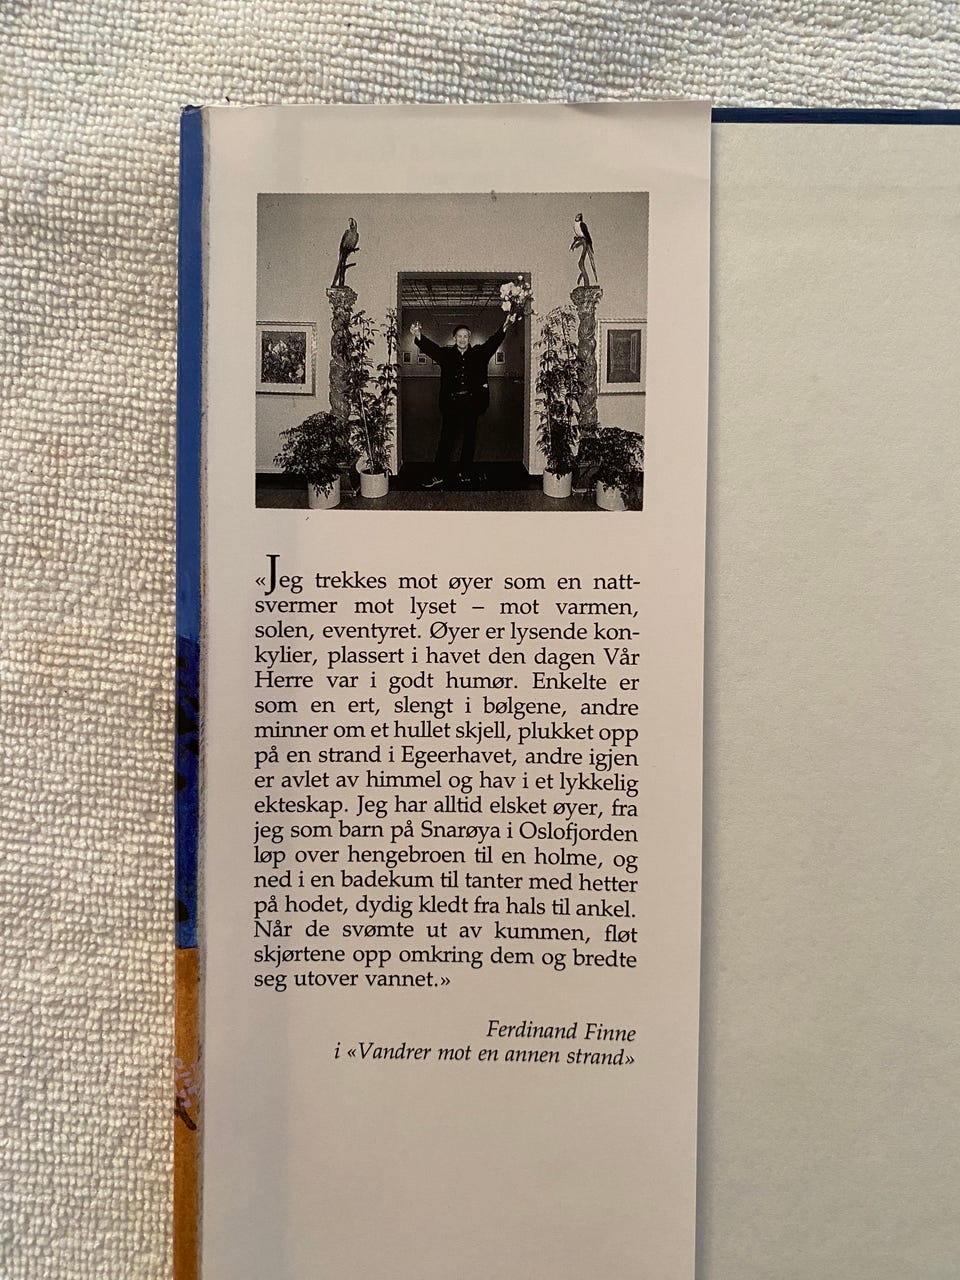 «Jeg trekkes mot øyer som en natt-
svermer mot lyset – mot varmen,
solen, eventyret. Øyer er lysende kon-
kylier, plassert i havet den dagen Vår
Herre var i godt humør. Enkelte er
som en ert, slengt i bølgene, andre
minner om et hullet skjell, plukket opp
på en strand i Egeerhavet, andre igjen
er avlet av himmel og hav i et lykkelig
ekteskap. Jeg har alltid elsket øyer, fra
jeg som barn på Snarøya i Oslofjorden
løp over hengebroen til en holme, og
ned i en badekum til tanter med hetter
på hodet, dydig kledt fra hals til ankel.
Når de svømte ut av kummen, fløt
skjørtene opp omkring dem og bredte
seg utover vannet.»
Ferdinand Finne
i «Vandrer mot en annen strand»